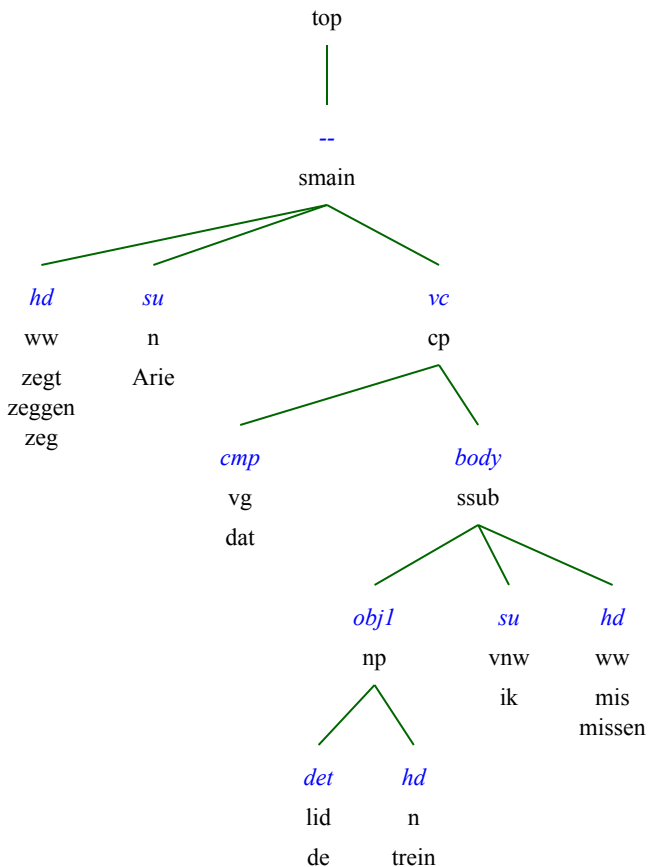 top
--
smain
hd su vc
ww n cp
zegt Arie
zeggen
zeg
cmp body
vg ssub
dat
obj1 su hd
np vnw ww
ik mis
missen
det hd
lid n
de trein